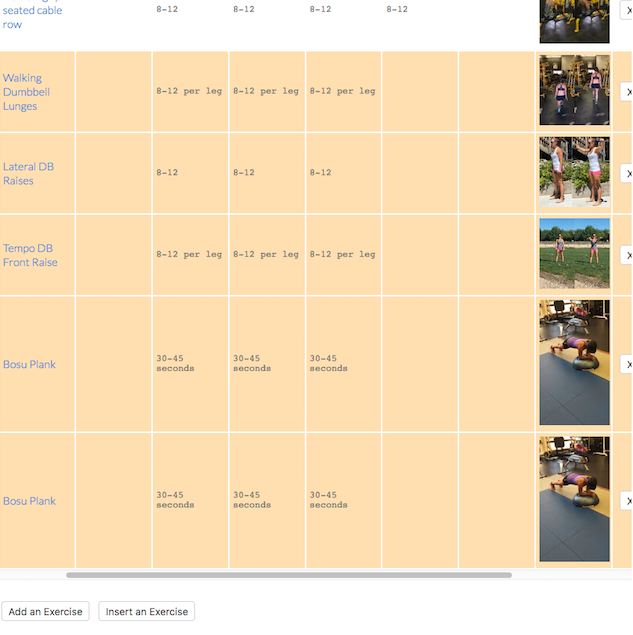 seated cable
row
8-12 8-12 8-12 8-12
X
Walking
Dumbbell
Lunges
8-12 per leg 8-12 per leg 8-12 per leg
X
Lateral DB
Raises
8-12 8-12 8-12
X
Tempo DB
Front Raise
8-12 per leg 8-12 per leg 8-12 per leg
X
Bosu Plank
30-45
seconds
30-45
seconds
30-45
seconds
X
Bosu Plank
30-45
seconds
30-45
seconds
30-45
seconds
X
Add an Exercise
Insert an Exercise